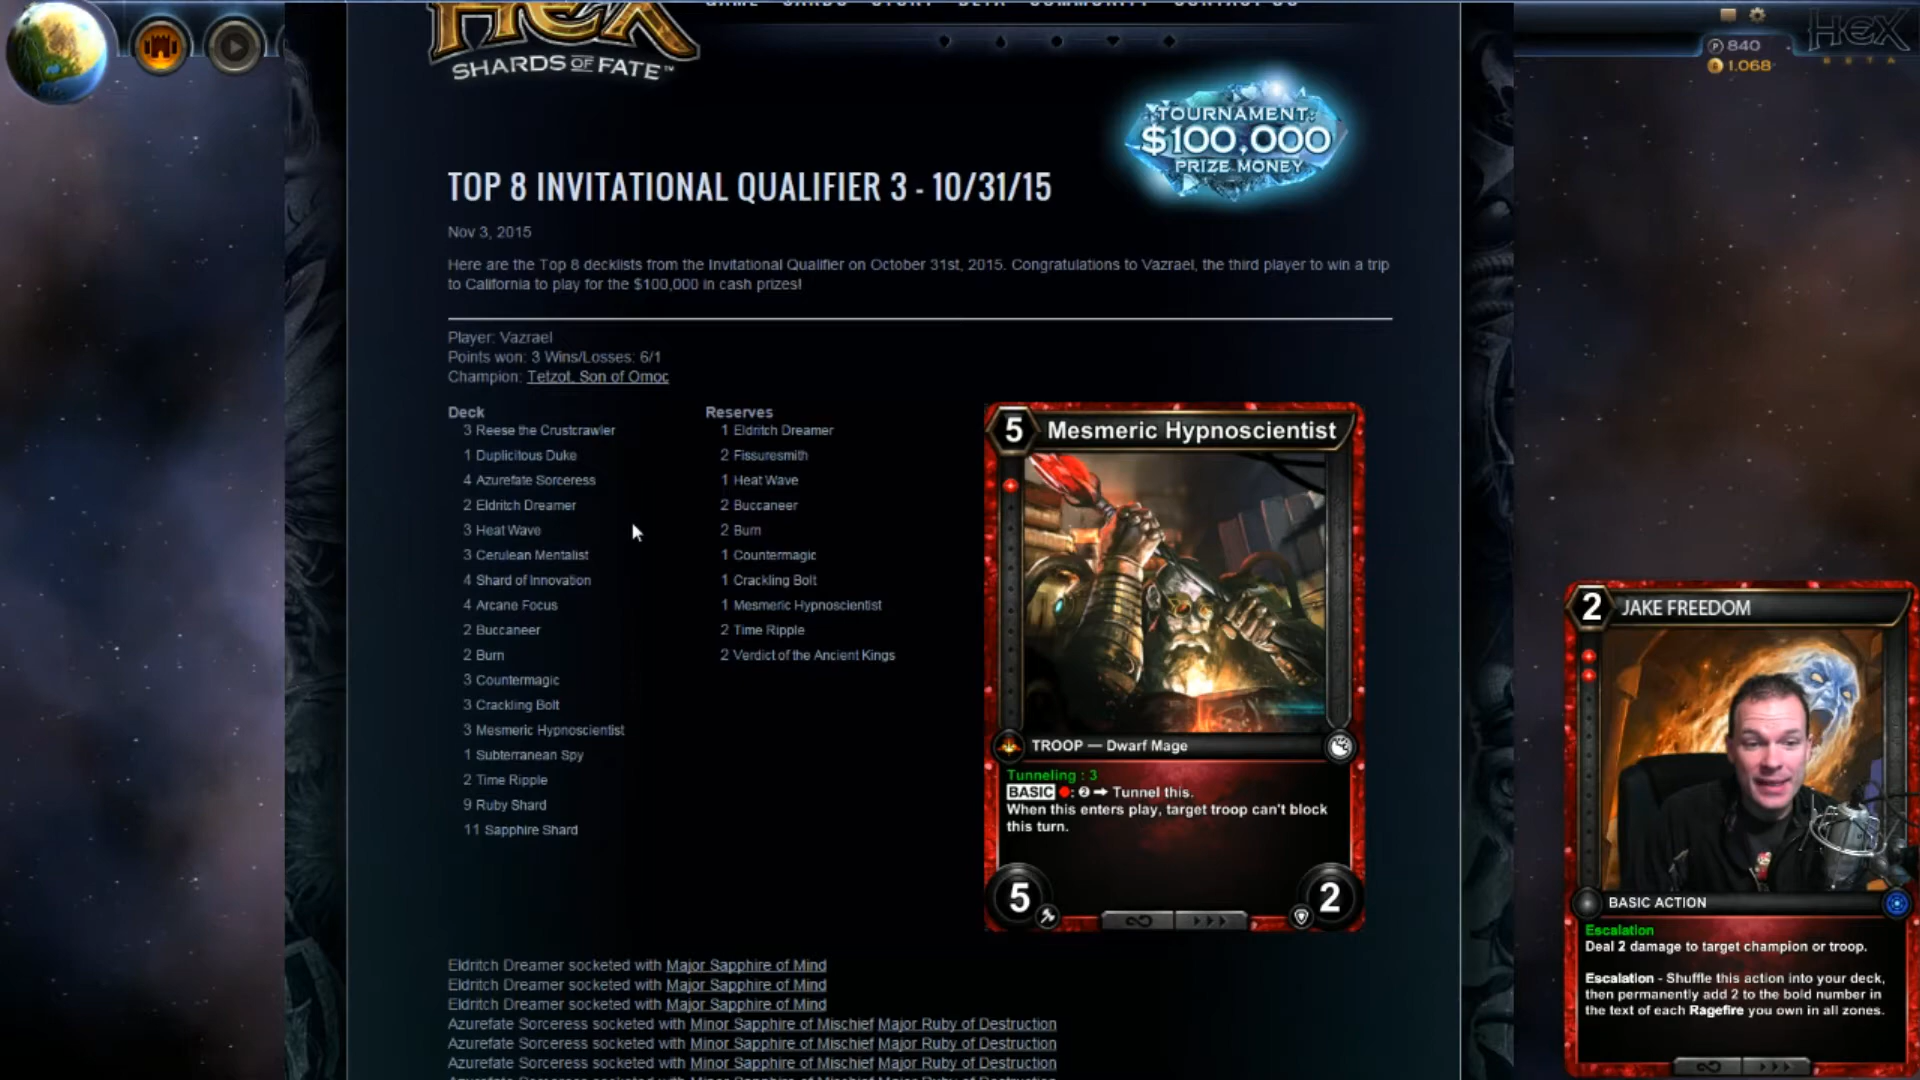 GAME CARDS STORY BETA COMMUNITY CONTACT US
HEX
SHARDS OF FATE™
HEX
BETA
840
1.068
TOURNAMENT:
$100,000
PRIZE MONEY
TOP 8 INVITATIONAL QUALIFIER 3 - 10/31/15
Nov 3, 2015
Here are the Top 8 decklists from the Invitational Qualifier on October 31st, 2015. Congratulations to Vazrael, the third player to win a trip
to California to play for the $100,000 in cash prizes!
Player: Vazrael
Points won: 3 Wins/Losses: 6/1
Champion: Tetzot, Son of Omoc
Deck
3 Reese the Crustcrawler
1 Duplicitous Duke
4 Azurefate Sorceress
2 Eldritch Dreamer
3 Heat Wave
3 Cerulean Mentalist
4 Shard of Innovation
4 Arcane Focus
2 Buccaneer
2 Burn
3 Countermagic
3 Crackling Bolt
3 Mesmeric Hypnoscientist
1 Subterranean Spy
2 Time Ripple
9 Ruby Shard
11 Sapphire Shard
Reserves
1 Eldritch Dreamer
2 Fissuresmith
1 Heat Wave
2 Buccaneer
2 Burn
1 Countermagic
1 Crackling Bolt
1 Mesmeric Hypnoscientist
2 Time Ripple
2 Verdict of the Ancient Kings
5 Mesmeric Hypnoscientist
TROOP — Dwarf Mage
Tunneling : 3
BASIC : 2 ➡ Tunnel this.
When this enters play, target troop can't block
this turn.
5 2
Eldritch Dreamer socketed with Major Sapphire of Mind
Eldritch Dreamer socketed with Major Sapphire of Mind
Eldritch Dreamer socketed with Major Sapphire of Mind
Azurefate Sorceress socketed with Minor Sapphire of Mischief Major Ruby of Destruction
Azurefate Sorceress socketed with Minor Sapphire of Mischief Major Ruby of Destruction
Azurefate Sorceress socketed with Minor Sapphire of Mischief Major Ruby of Destruction
2 JAKE FREEDOM
BASIC ACTION
Escalation
Deal 2 damage to target champion or troop.
Escalation - Shuffle this action into your deck,
then permanently add 2 to the bold number in
the text of each Ragefire you own in all zones.